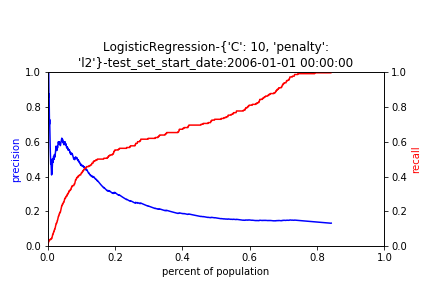 LogisticRegression-{'C': 10, 'penalty':
'l2'}-test_set_start_date:2006-01-01 00:00:00
1.0
0.8
0.6
0.4
0.2
0.0
precision
1.0
0.8
0.6
0.4
0.2
0.0
recall
0.0 0.2 0.4 0.6 0.8 1.0
percent of population